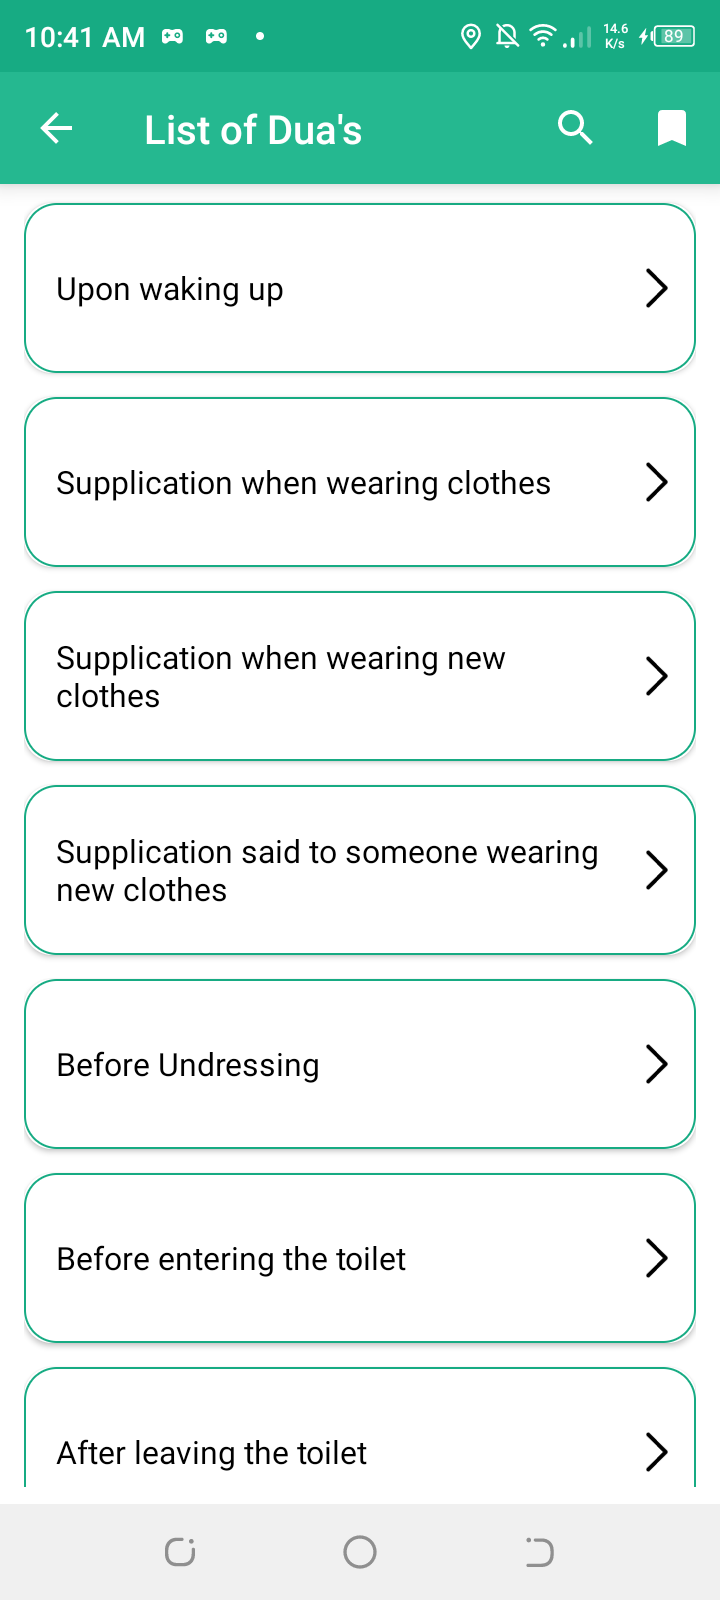 10:41 AM
14.6
K/s
89
List of Dua's
Upon waking up
Supplication when wearing clothes
Supplication when wearing new
clothes
Supplication said to someone wearing
new clothes
Before Undressing
Before entering the toilet
After leaving the toilet